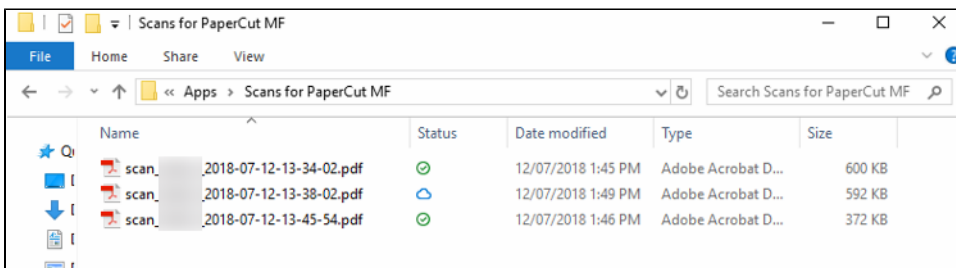 Scans for PaperCut MF
File Home Share View
« Apps > Scans for PaperCut MF Search Scans for PaperCut MF
Name Status Date modified Type Size
scan_ _2018-07-12-13-34-02.pdf 12/07/2018 1:45 PM Adobe Acrobat D... 600 KB
scan_ _2018-07-12-13-38-02.pdf 12/07/2018 1:49 PM Adobe Acrobat D... 592 KB
scan_ _2018-07-12-13-45-54.pdf 12/07/2018 1:46 PM Adobe Acrobat D... 372 KB